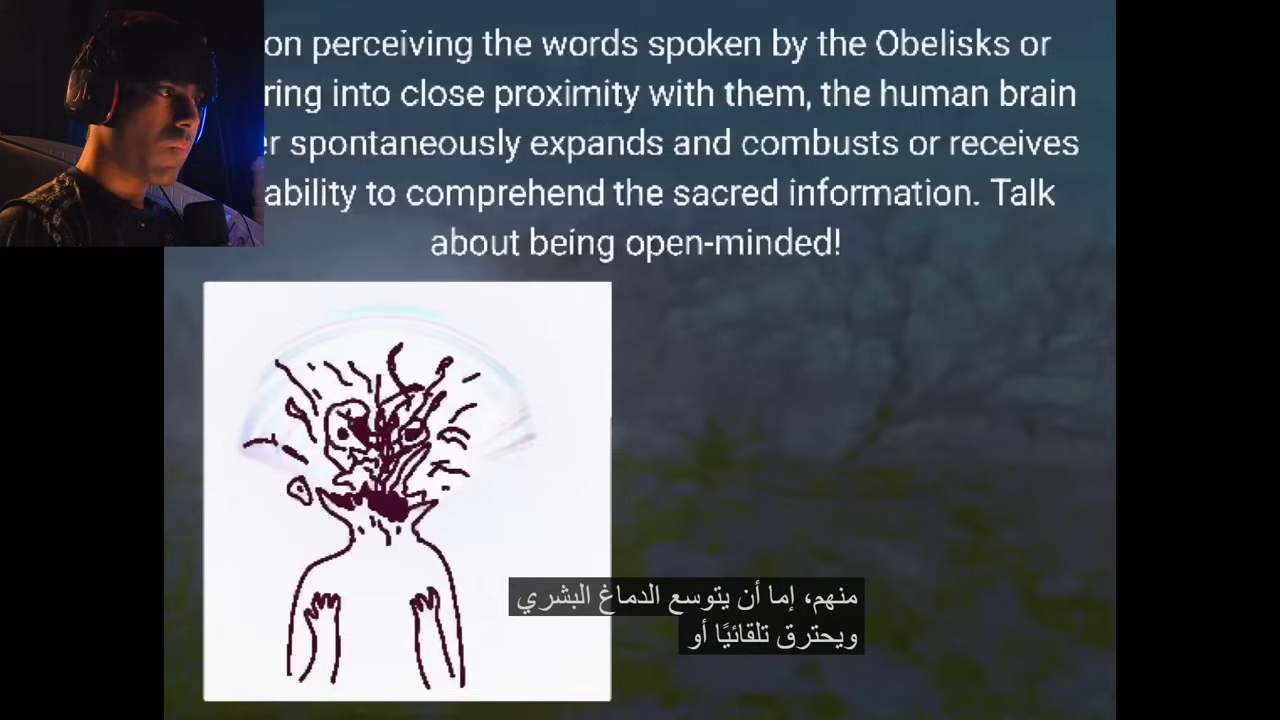 on perceiving the words spoken by the Obelisks or
ring into close proximity with them, the human brain
er spontaneously expands and combusts or receives
ability to comprehend the sacred information. Talk
about being open-minded!
منهم، إما أن يتوسع الدماغ البشري
ويحترق تلقائيًا أو